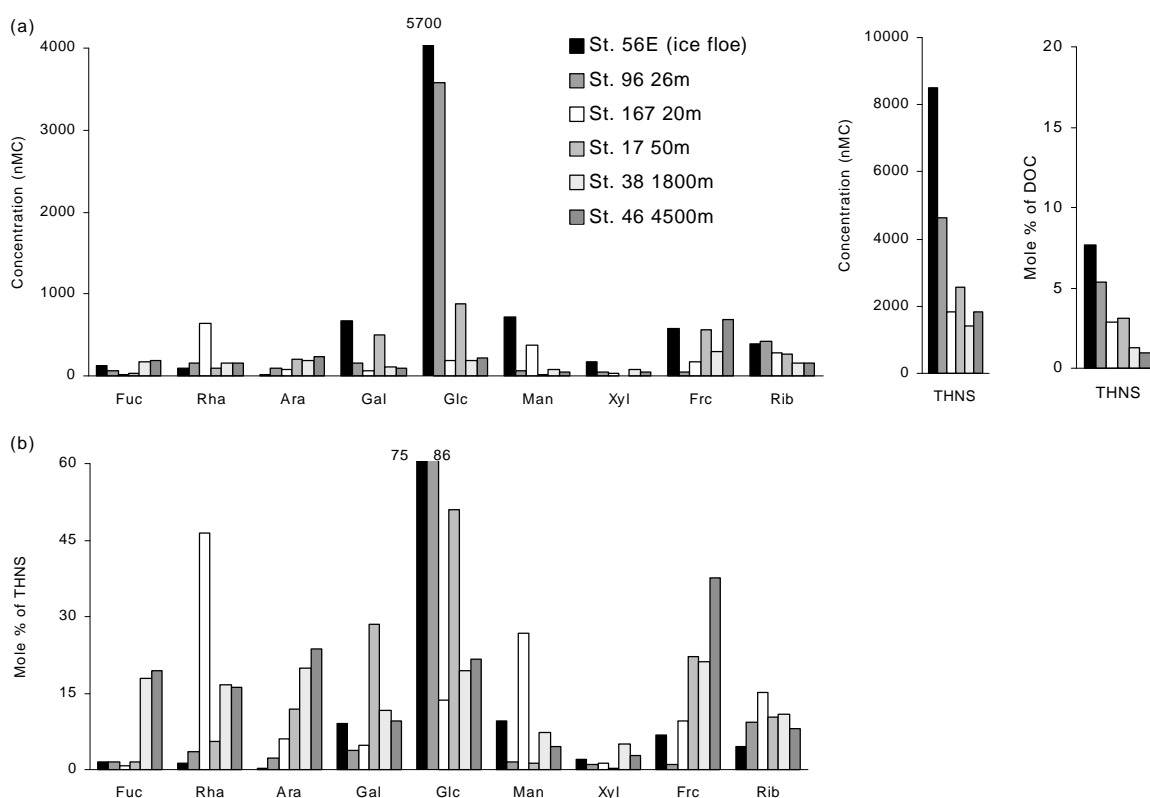 (a)
5700
4000
3000
2000
1000
0
Concentration (nMC)
Fuc Rha Ara Gal Glc Man Xyl Frc Rib
St. 56E (ice floe)
St. 96 26m
St. 167 20m
St. 17 50m
St. 38 1800m
St. 46 4500m
10000
8000
6000
4000
2000
0
Concentration (nMC)
THNS
20
15
10
5
0
Mole % of DOC
THNS
(b)
75 86
60
45
30
15
0
Mole % of THNS
Fuc Rha Ara Gal Glc Man Xyl Frc Rib